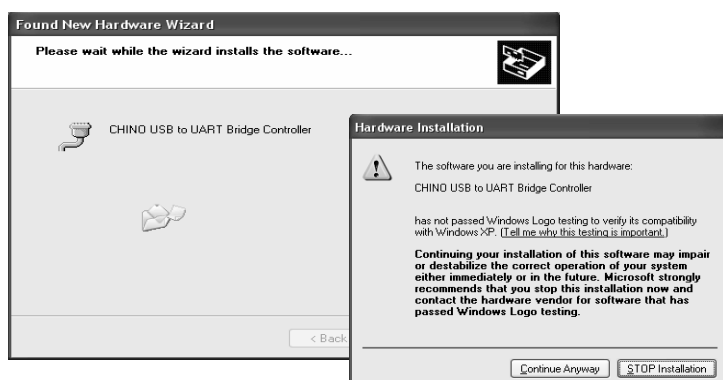 Found New Hardware Wizard
Please wait while the wizard installs the software...
CHINO USB to UART Bridge Controller
< Back
Hardware Installation
The software you are installing for this hardware:
CHINO USB to UART Bridge Controller
has not passed Windows Logo testing to verify its compatibility
with Windows XP. (Tell me why this testing is important.)
Continuing your installation of this software may impair
or destabilize the correct operation of your system
either immediately or in the future. Microsoft strongly
recommends that you stop this installation now and
contact the hardware vendor for software that has
passed Windows Logo testing.
Continue Anyway STOP Installation